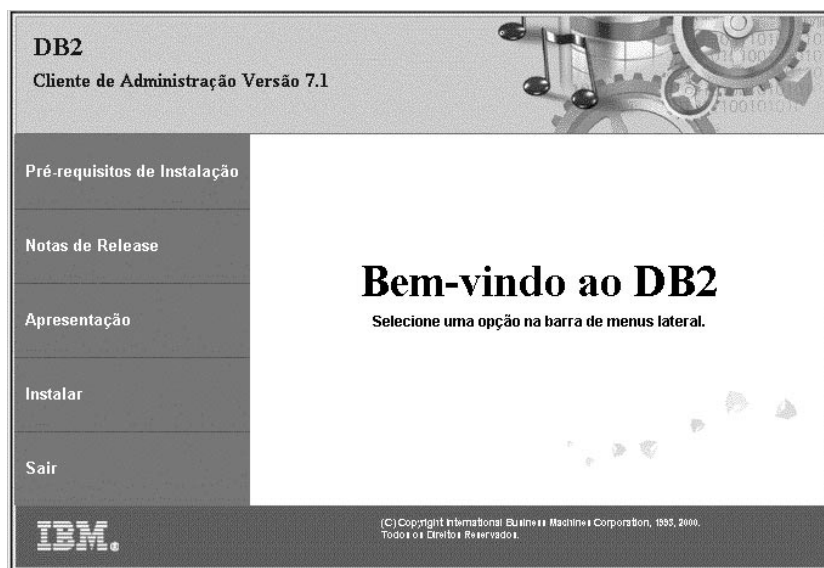 DB2
Cliente de Administração Versão 7.1
Pré-requisitos de Instalação
Notas de Release
Apresentação
Instalar
Sair
Bem-vindo ao DB2
Selecione uma opção na barra de menus lateral.
IBM.
(C) Copyright International Business Machines Corporation, 1993, 2000.
Todos os Direitos Reservados.